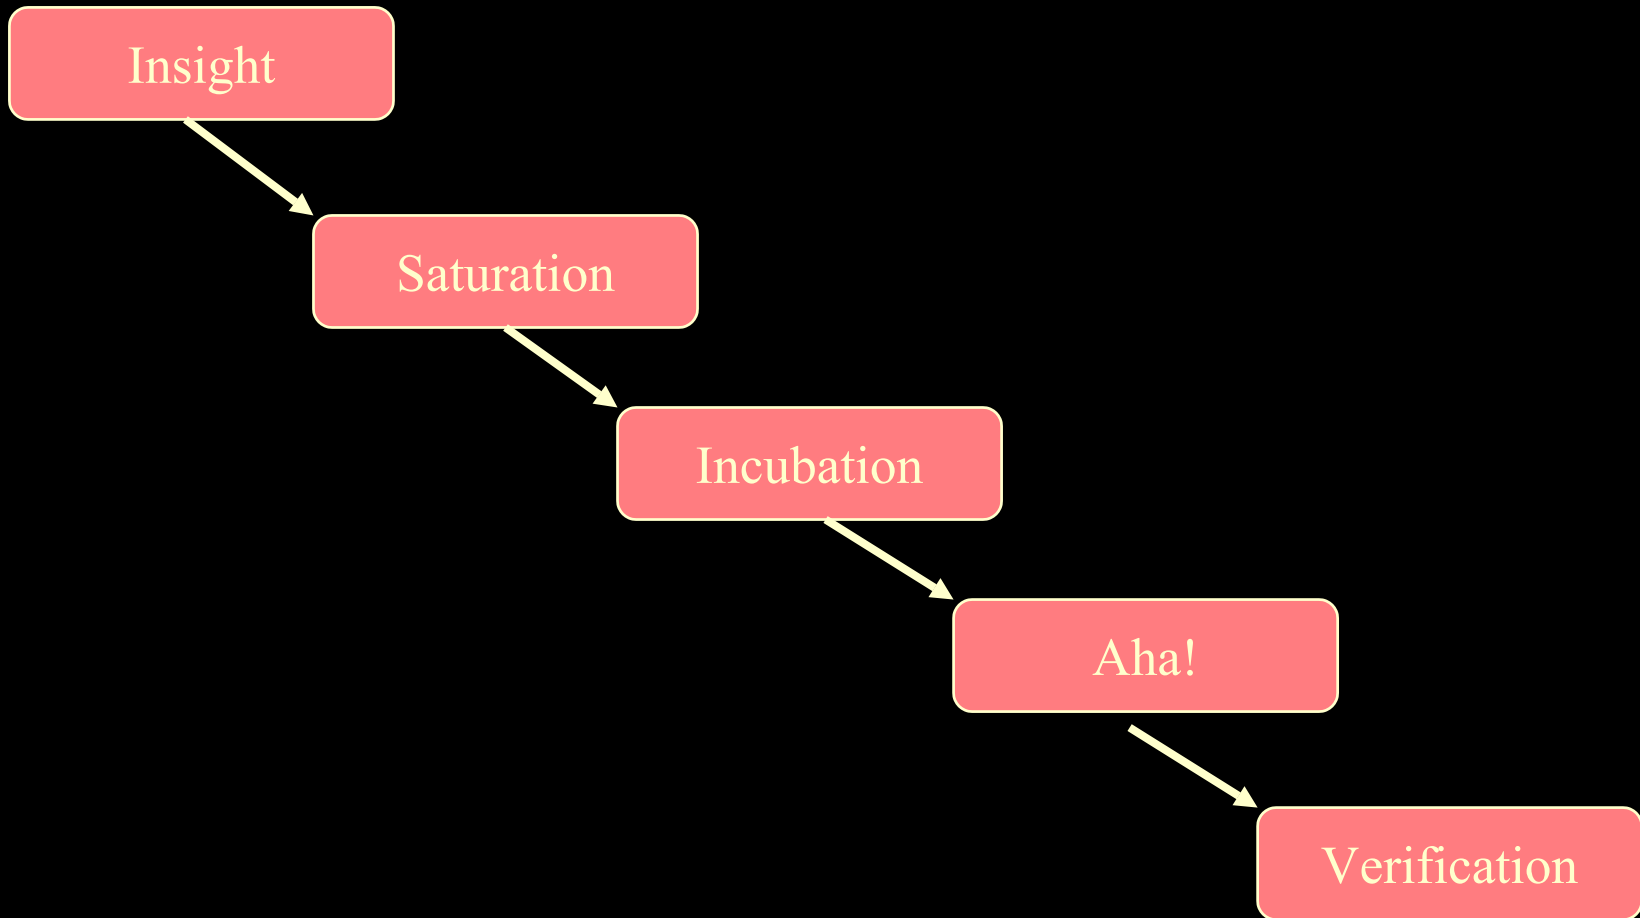 Insight
Saturation
Incubation
Aha!
Verification